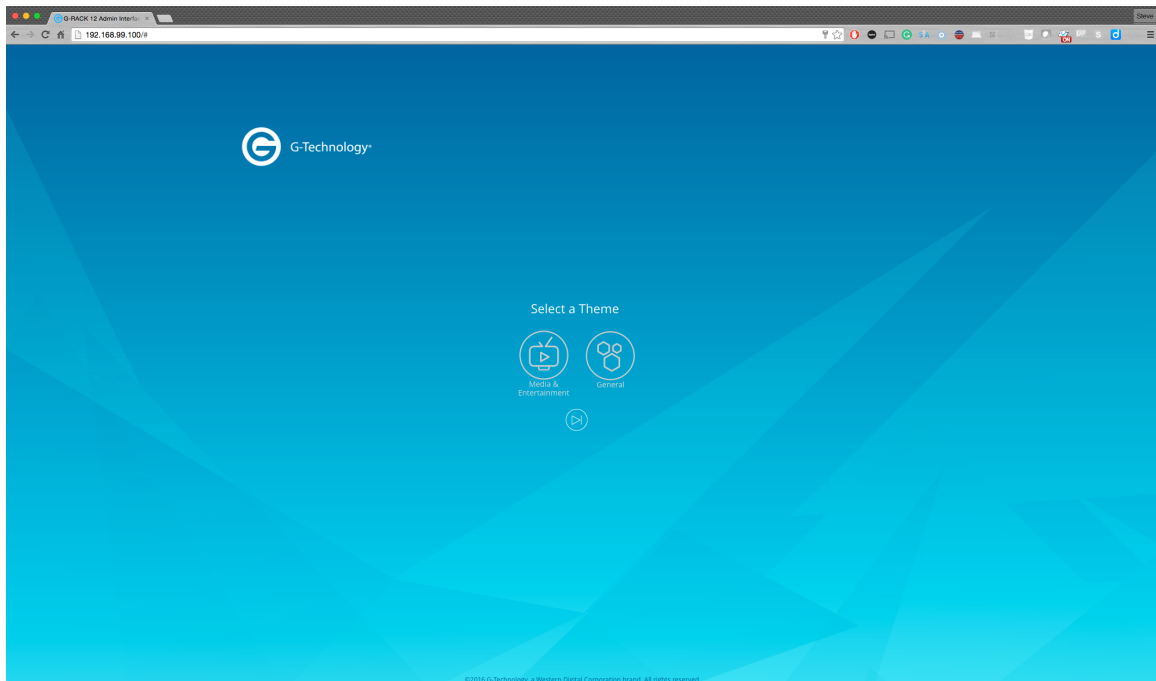 G-RACK 12 Admin Interfac
Steve
192.168.99.100/#
G-Technology
Select a Theme
Media &
Entertainment
General
©2016 G-Technology, a Western Digital Corporation brand. All rights reserved.